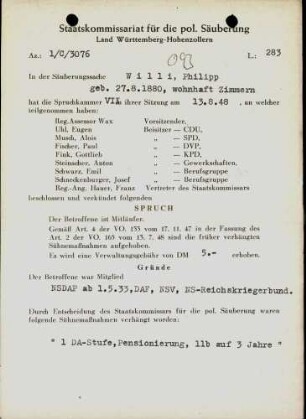 Staatskommissariat für die pol. Säuberung
Land Württemberg-Hohenzollern
Az.: 1/C/3076 L.: 283
093
In der Säuberungssache Willi, Philipp
geb. 27.8.1880, wohnhaft Zimmern
hat die Spruchkammer VII ihrer Sitzung am 13.8.48 , an welcher
teilgenommen haben:
Reg.Assessor Wax Vorsitzender,
Uhl, Eugen Beisitzer — CDU,
Musch, Alois „ — SPD,
Fischer, Paul „ — DVP,
Fink, Gottlieb „ — KPD,
Steinacher, Anton „ — Gewerkschaften,
Schwarz, Emil „ — Berufsgruppe
Schneckenburger, Josef „ — Berufsgruppe
Reg.-Ang. Hauer, Franz Vertreter des Staatskommissars
beschlossen und verkündet folgenden
SPRUCH
Der Betroffene ist Mitläufer.
Gemäß Art. 4 der VO. 133 vom 17. 11. 47 in der Fassung des
Art. 2 der VO. 165 vom 13. 7. 48 sind die früher verhängten
Sühnemaßnahmen aufgehoben.
Es wird eine Verwaltungsgebühr von DM 5.- erhoben.
Gründe
Der Betroffene war Mitglied
NSDAP ab 1.5.33,DAF, NSV, NS-Reichskriegerbund.
Durch Entscheidung des Staatskommissars für die pol. Säuberung waren
folgende Sühnemaßnahmen verhängt worden:
" 1 DA-Stufe,Pensionierung, 11b auf 3 Jahre "